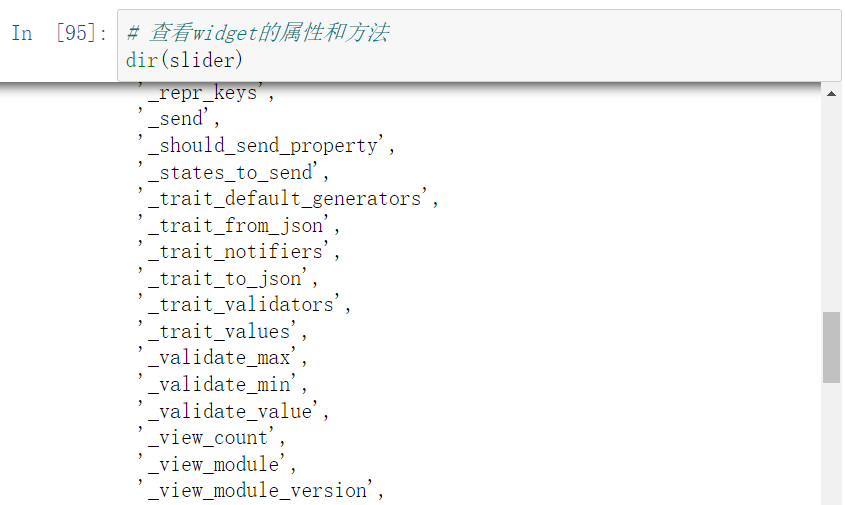 In [95]: # 查看widget的属性和方法
dir(slider)
'_repr_keys',
'_send',
'_should_send_property',
'_states_to_send',
'_trait_default_generators',
'_trait_from_json',
'_trait_notifiers',
'_trait_to_json',
'_trait_validators',
'_trait_values',
'_validate_max',
'_validate_min',
'_validate_value',
'_view_count',
'_view_module',
'_view_module_version',